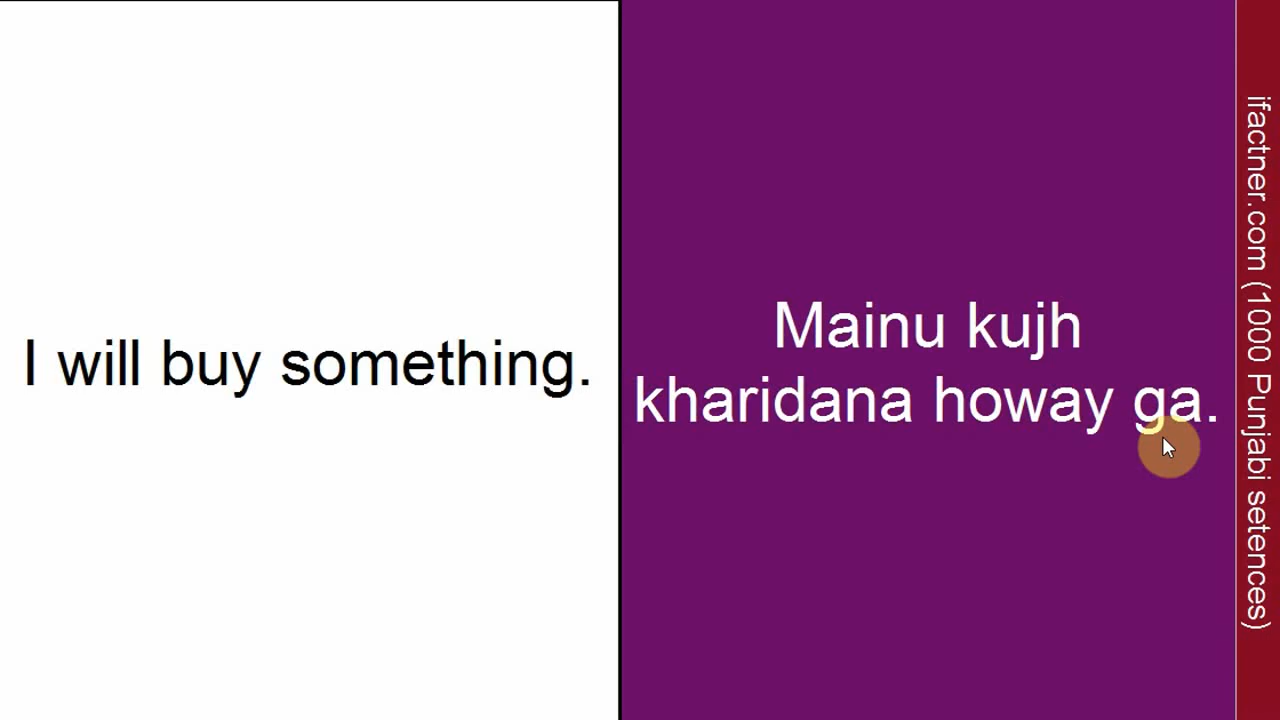 I will buy something.
Mainu kujh
kharidana howay ga.
ifactner.com (1000 Punjabi setences)